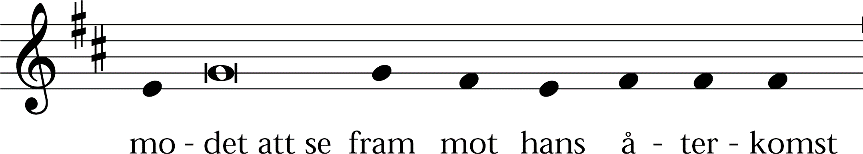 mo - det att se fram mot hans å - ter - komst